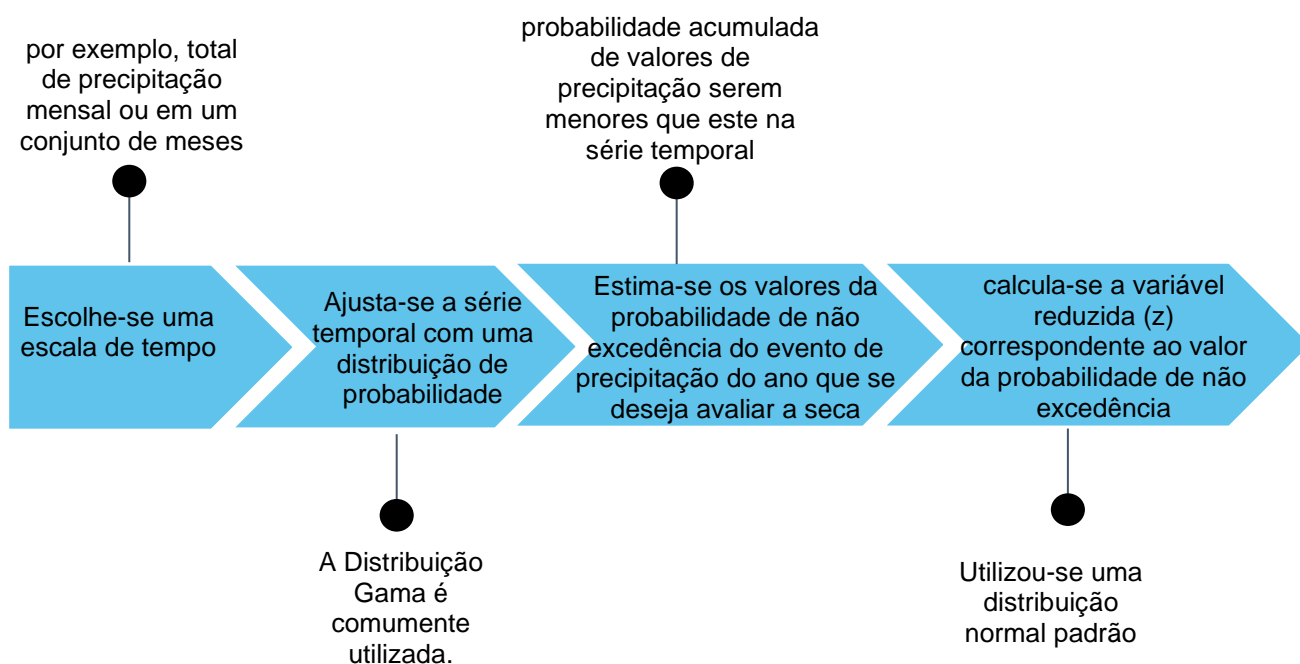 por exemplo, total
de precipitação
mensal ou em um
conjunto de meses
probabilidade acumulada
de valores de
precipitação serem
menores que este na
série temporal
Escolhe-se uma
escala de tempo
Ajusta-se a série
temporal com uma
distribuição de
probabilidade
Estima-se os valores da
probabilidade de não
excedência do evento de
precipitação do ano que se
deseja avaliar a seca
calcula-se a variável
reduzida (z)
correspondente ao valor
da probabilidade de não
excedência
A Distribuição
Gama é
comumente
utilizada.
Utilizou-se uma
distribuição
normal padrão